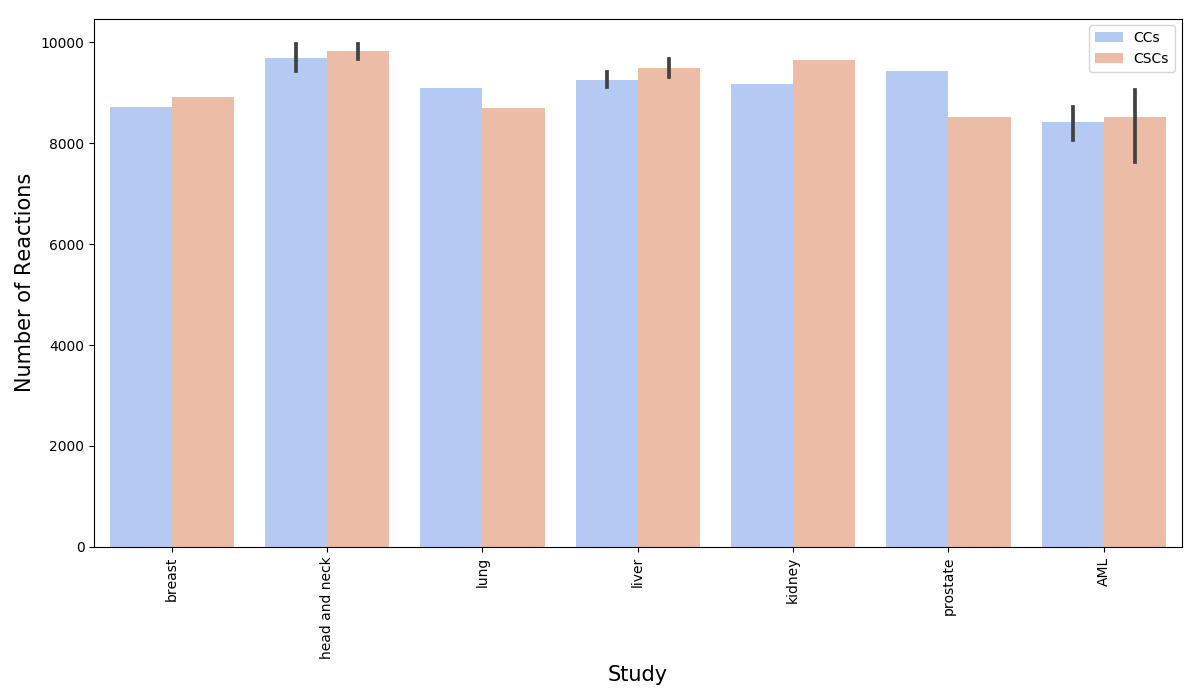 10000
8000
6000
4000
2000
0
Number of Reactions
CCs
CSCs
breast
head and neck
lung
liver
kidney
prostate
AML
Study